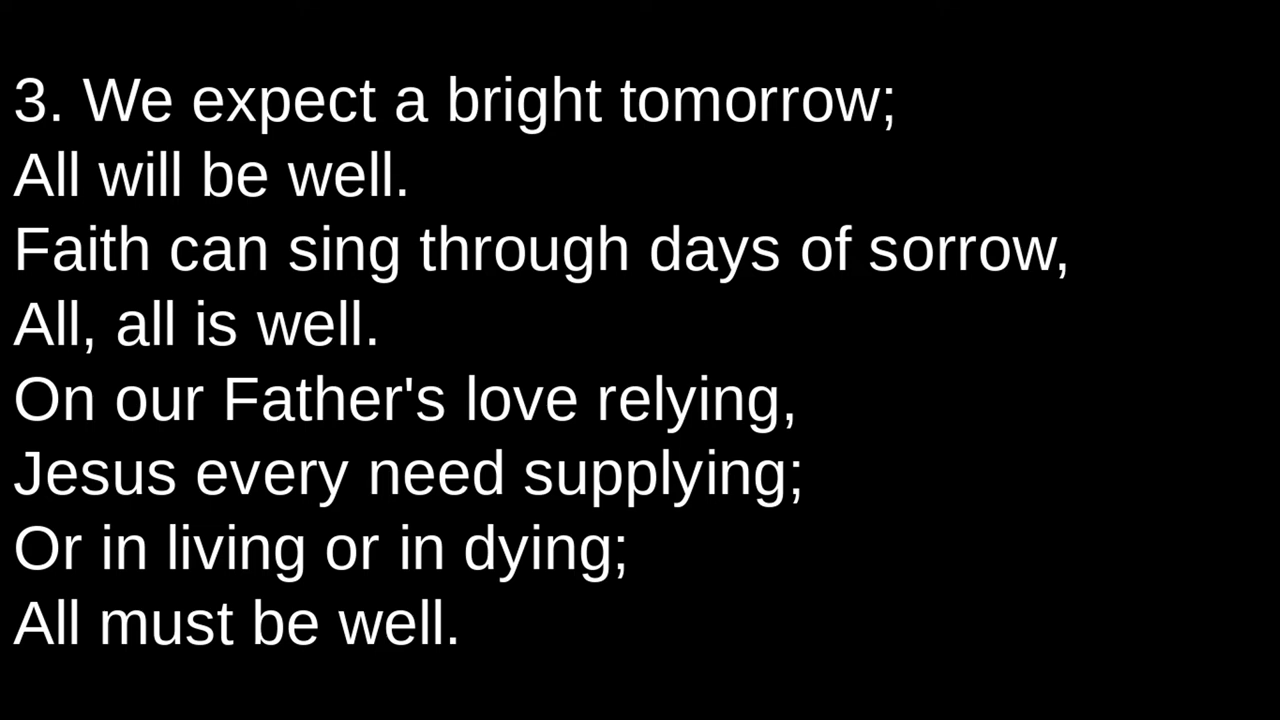 3. We expect a bright tomorrow;
All will be well.
Faith can sing through days of sorrow,
All, all is well.
On our Father's love relying,
Jesus every need supplying;
Or in living or in dying;
All must be well.